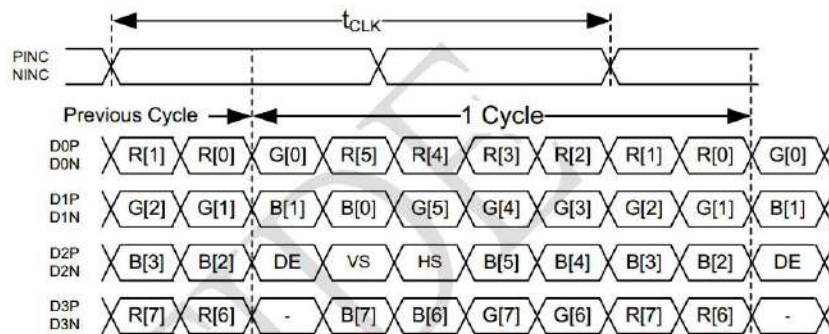 tCLK
PINC
NINC
Previous Cycle 1 Cycle
D0P
D0N
R[1] R[0] G[0] R[5] R[4] R[3] R[2] R[1] R[0] G[0]
D1P
D1N
G[2] G[1] B[1] B[0] G[5] G[4] G[3] G[2] G[1] B[1]
D2P
D2N
B[3] B[2] DE VS HS B[5] B[4] B[3] B[2] DE
D3P
D3N
R[7] R[6] - B[7] B[6] G[7] G[6] R[7] R[6] -